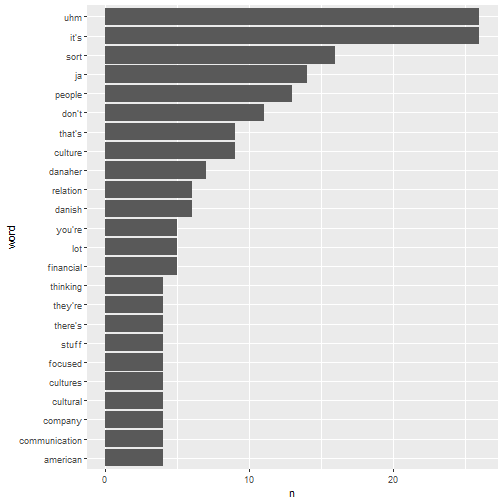 uhm
it's
sort
ja
people
don't
that's
culture
danaher
relation
danish
you're
lot
financial
thinking
they're
there's
stuff
focused
cultures
cultural
company
communication
american
word
0 10 20
n